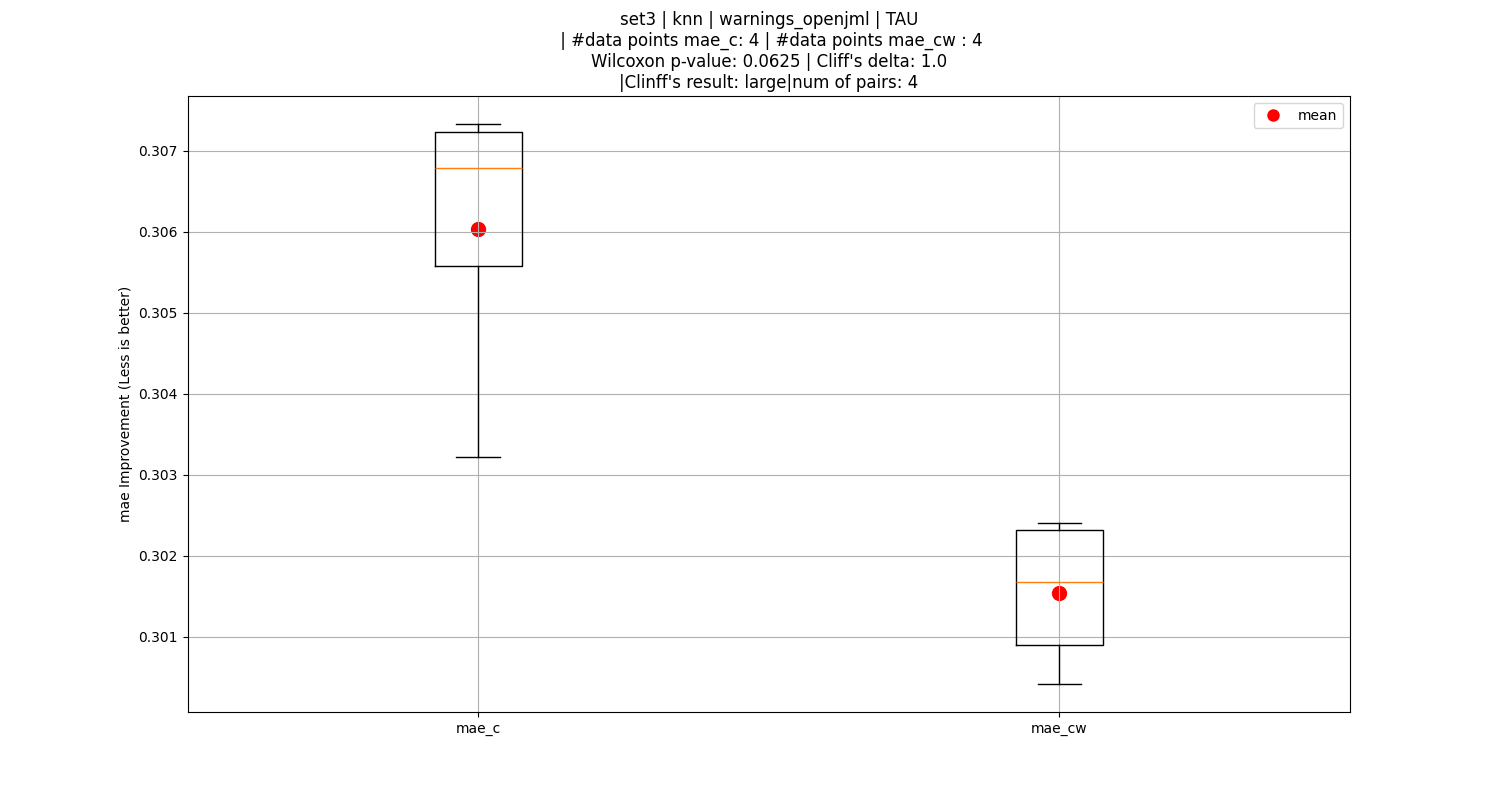 set3 | knn | warnings_openjml | TAU
| #data points mae_c: 4 | #data points mae_cw : 4
Wilcoxon p-value: 0.0625 | Cliff's delta: 1.0
|Clinff's result: large|num of pairs: 4
mean
0.307
0.306
0.305
0.304
0.303
0.302
0.301
mae Improvement (Less is better)
mae_c
mae_cw